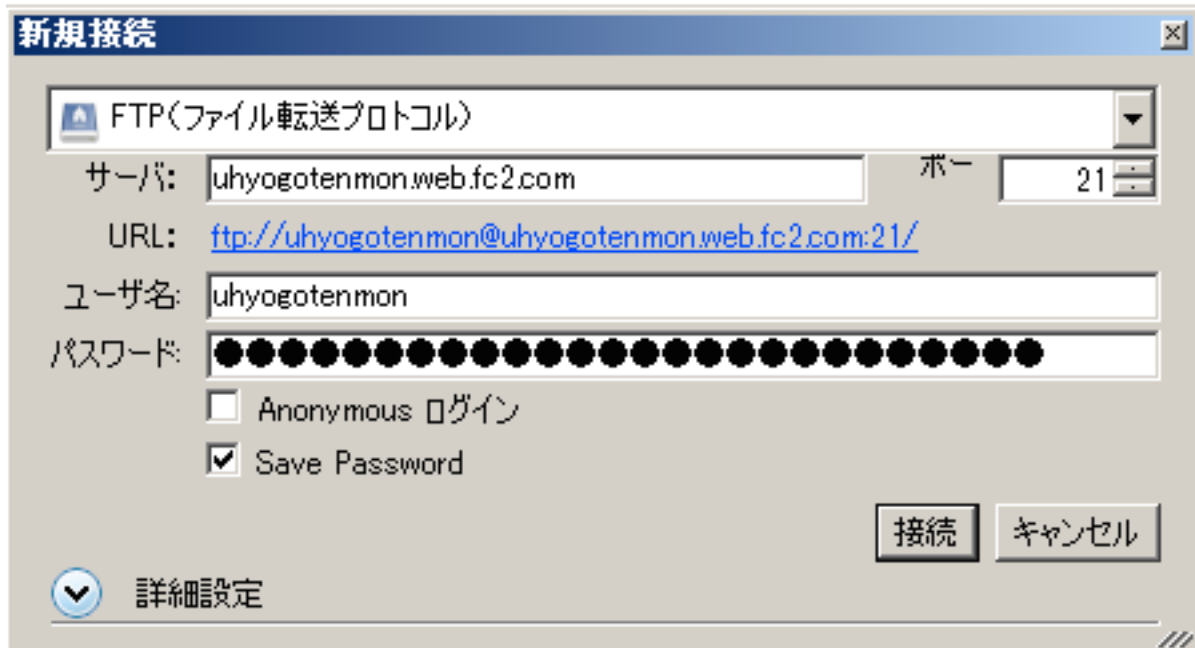 新規接続
FTP(ファイル転送プロトコル)
サーバ: uhyogotenmon.web.fc2.com ポー 21
URL: ftp://uhyogotenmon@uhyogotenmon.web.fc2.com:21/
ユーザ名: uhyogotenmon
パスワード: ●●●●●●●●●●●●●●●●●●●●●●●●●●
Anonymous ログイン
Save Password
接続 キャンセル
詳細設定